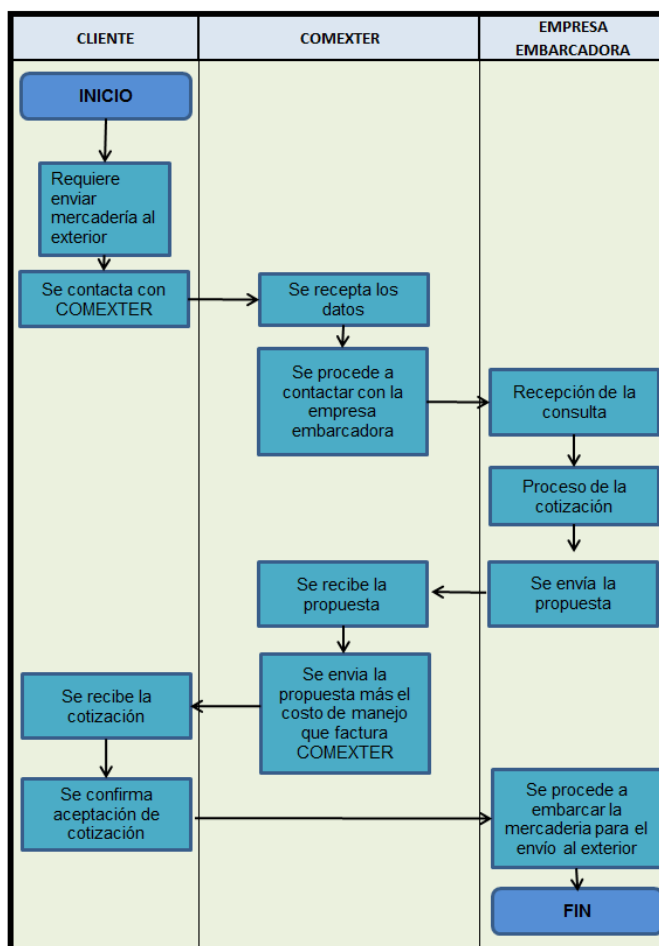 CLIENTE
COMEXTER
EMPRESA
EMBARCADORA
INICIO
Requiere
enviar
mercadería al
exterior
Se contacta con
COMEXTER
Se recepta los
datos
Se procede a
contactar con la
empresa
embarcadora
Recepción de la
consulta
Proceso de la
cotización
Se envía la
propuesta
Se recibe la
propuesta
Se envia la
propuesta más el
costo de manejo
que factura
COMEXTER
Se recibe la
cotización
Se confirma
aceptación de
cotización
Se procede a
embarcar la
mercaderia para el
envío al exterior
FIN